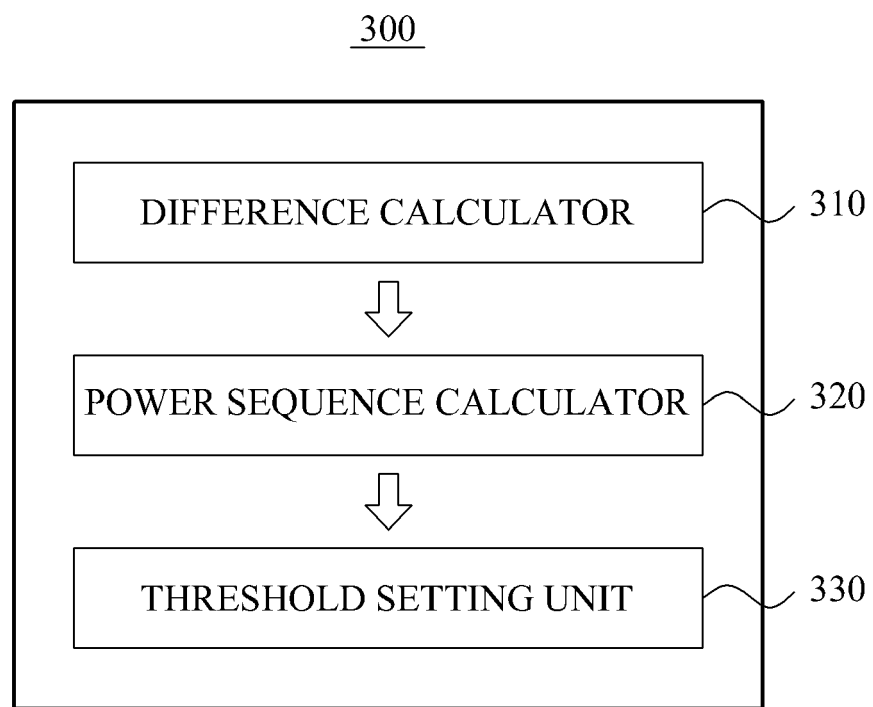 300
DIFFERENCE CALCULATOR
310
POWER SEQUENCE CALCULATOR
320
THRESHOLD SETTING UNIT
330